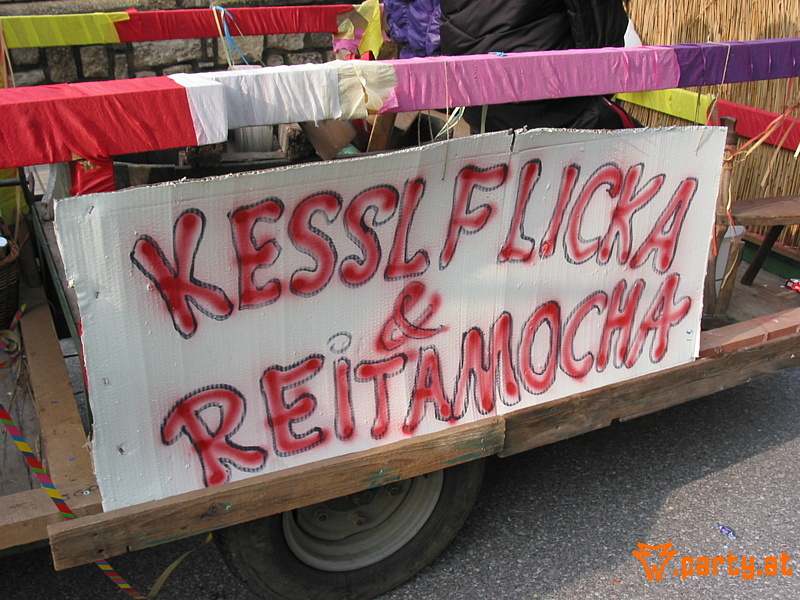 KESSLFLICKA
&
REiTAMOCHA
W.party.at